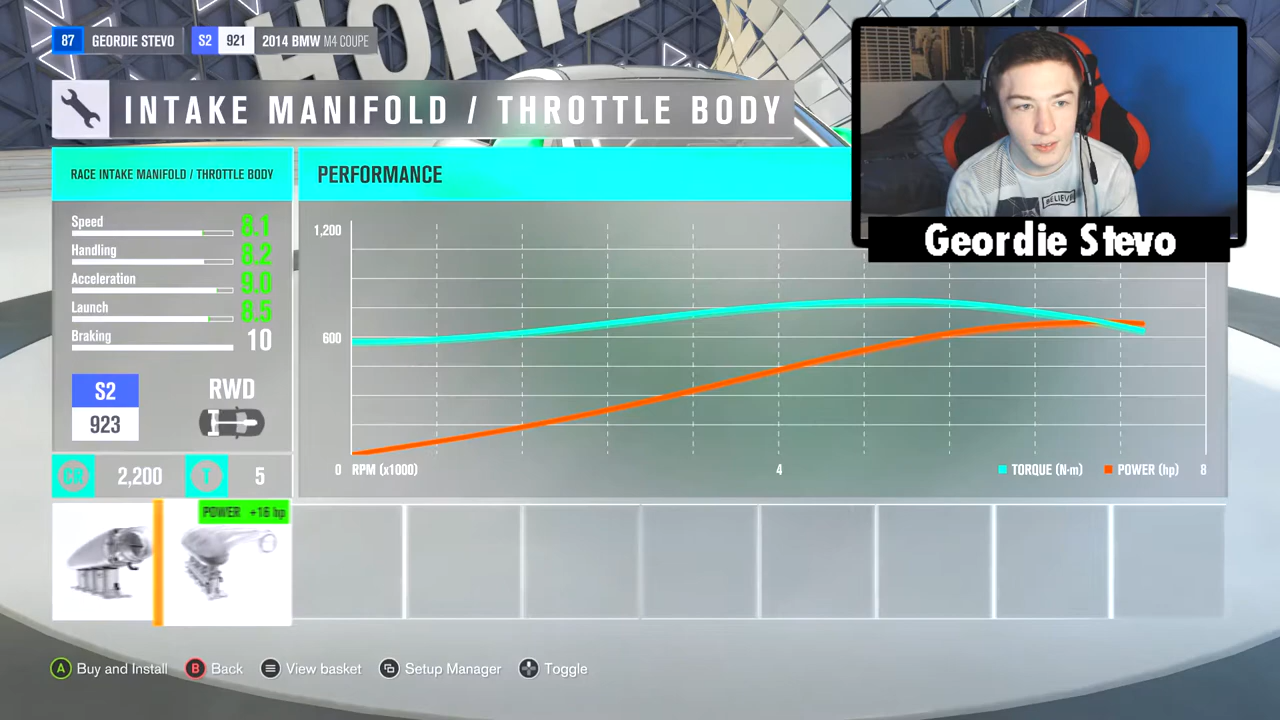 HORIZ
87 GEORDIE STEVO S2 921 2014 BMW M4 COUPE
INTAKE MANIFOLD / THROTTLE BODY
RACE INTAKE MANIFOLD / THROTTLE BODY
PERFORMANCE
BELIEVE
Geordie Stevo
Speed 8.1
Handling 8.2
Acceleration 9.0
Launch 8.5
Braking 10
S2 RWD
923
CR 2,200 T 5
1,200
600
0 RPM (x1000) 4 TORQUE (N·m) POWER (hp) 8
POWER +16 hp
A Buy and Install B Back View basket Setup Manager Toggle